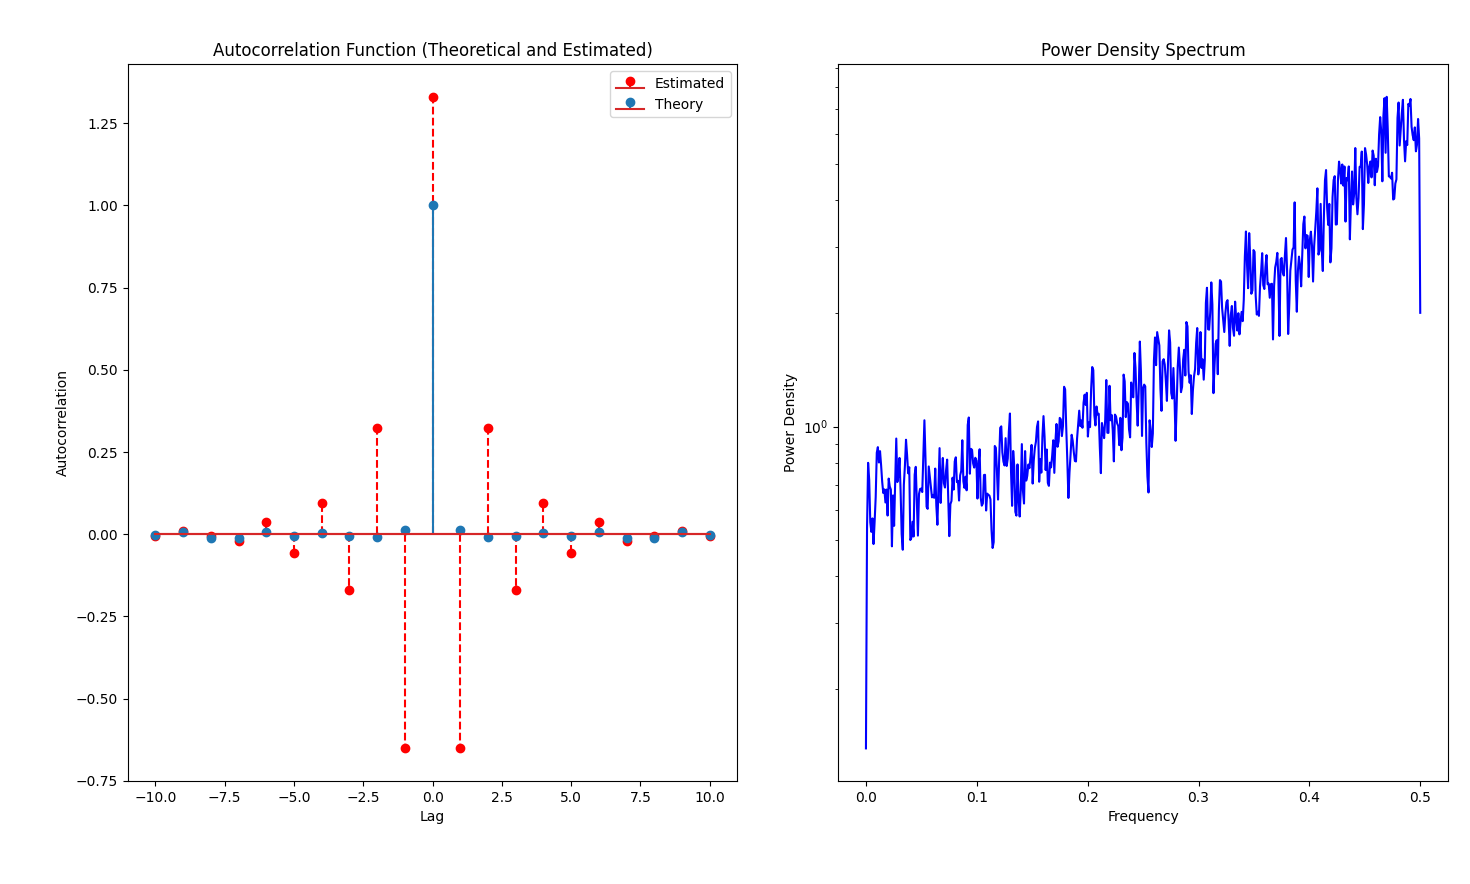 Autocorrelation Function (Theoretical and Estimated)
Estimated
Theory
1.25
1.00
0.75
0.50
0.25
0.00
−0.25
−0.50
−0.75
Autocorrelation
−10.0 −7.5 −5.0 −2.5 0.0 2.5 5.0 7.5 10.0
Lag
Power Density Spectrum
10⁰
Power Density
0.0 0.1 0.2 0.3 0.4 0.5
Frequency